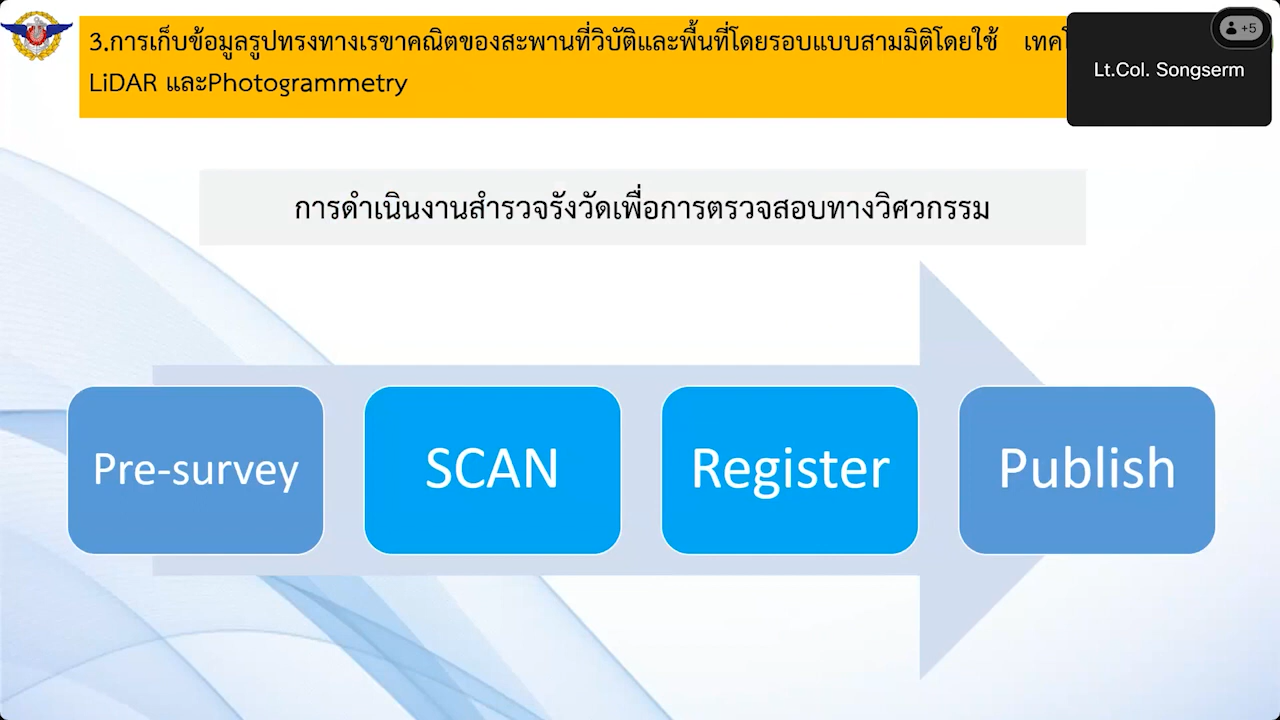 3.การเก็บข้อมูลรูปทรงทางเรขาคณิตของสะพานที่วิบัติและพื้นที่โดยรอบแบบสามมิติโดยใช้
LiDAR และPhotogrammetry
+5
Lt.Col. Songserm
การดำเนินงานสำรวจรังวัดเพื่อการตรวจสอบทางวิศวกรรม
Pre-survey
SCAN
Register
Publish